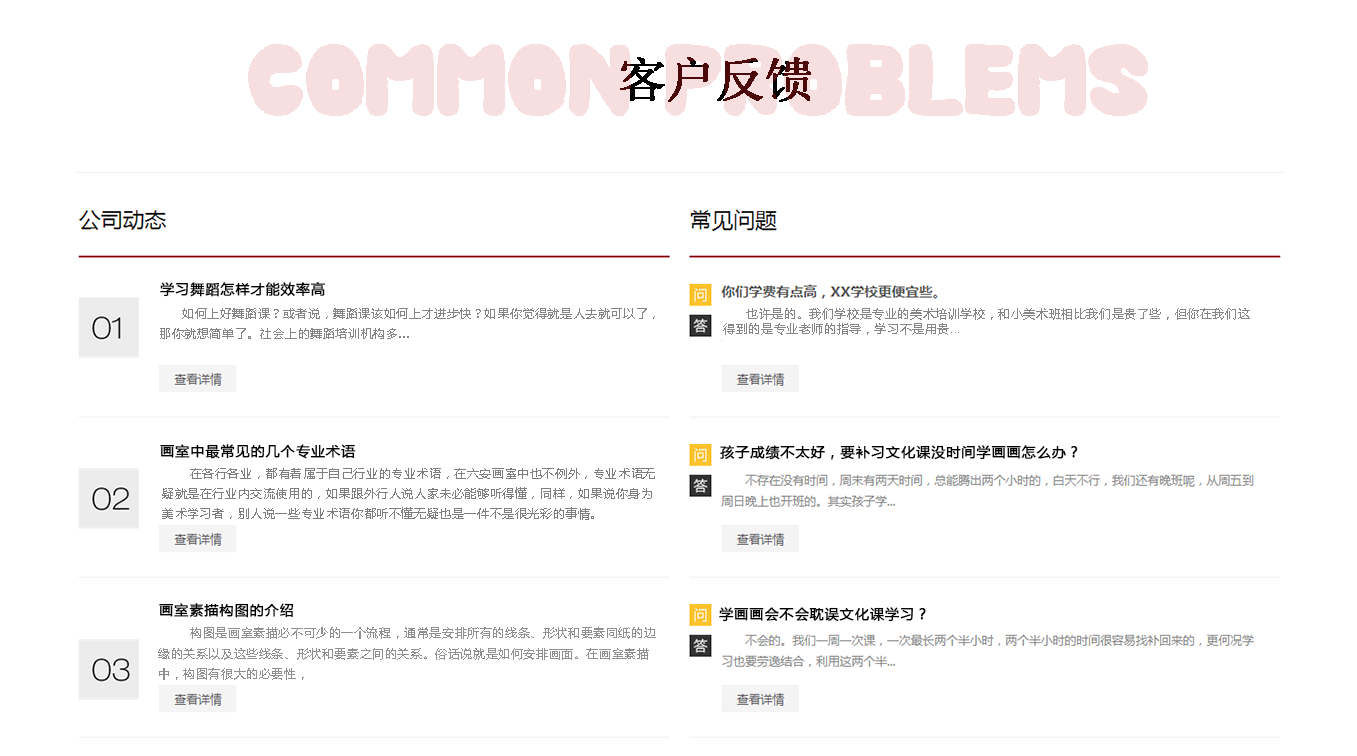 COMMON PROBLEMS
客户反馈
公司动态
01
学习舞蹈怎样才能效率高
如何上好舞蹈课？或者说，舞蹈课该如何上才进步快？如果你觉得就是人去就可以了，
那你就想简单了。社会上的舞蹈培训机构多...
查看详情
02
画室中最常见的几个专业术语
在各行各业，都有着属于自己行业的专业术语，在六安画室中也不例外，专业术语无
疑就是在行业内交流使用的，如果跟外行人说人家未必能够听得懂，同样，如果说你身为
美术学习者，别人说一些专业术语你都听不懂无疑也是一件不是很光彩的事情。
查看详情
03
画室素描构图的介绍
构图是画室素描必不可少的一个流程，通常是安排所有的线条、形状和要素同纸的边
缘的关系以及这些线条、形状和要素之间的关系。俗话说就是如何安排画面。在画室素描
中，构图有很大的必要性，
查看详情
常见问题
问 你们学费有点高，XX学校更便宜些。
答 也许是的。我们学校是专业的美术培训学校，和小美术班相比我们是贵了些，但你在我们这
得到的是专业老师的指导，学习不是用贵...
查看详情
问 孩子成绩不太好，要补习文化课没时间学画画怎么办？
答 不存在没有时间，周末有两天时间，总能腾出两个小时的，白天不行，我们还有晚班呢，从周五到
周日晚上也开班的。其实孩子学...
查看详情
问 学画画会不会耽误文化课学习？
答 不会的。我们一周一次课，一次最长两个半小时，两个半小时的时间很容易找补回来的，更何况学
习也要劳逸结合，利用这两个半...
查看详情